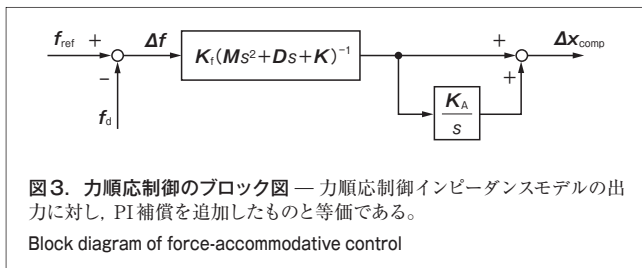 f_ref + Δf K_f(Ms²+Ds+K)⁻¹ + Δx_comp
− +
f_d K_A
s
図3．力順応制御のブロック図 — 力順応制御インピーダンスモデルの出
力に対し，PI補償を追加したものと等価である。
Block diagram of force-accommodative control